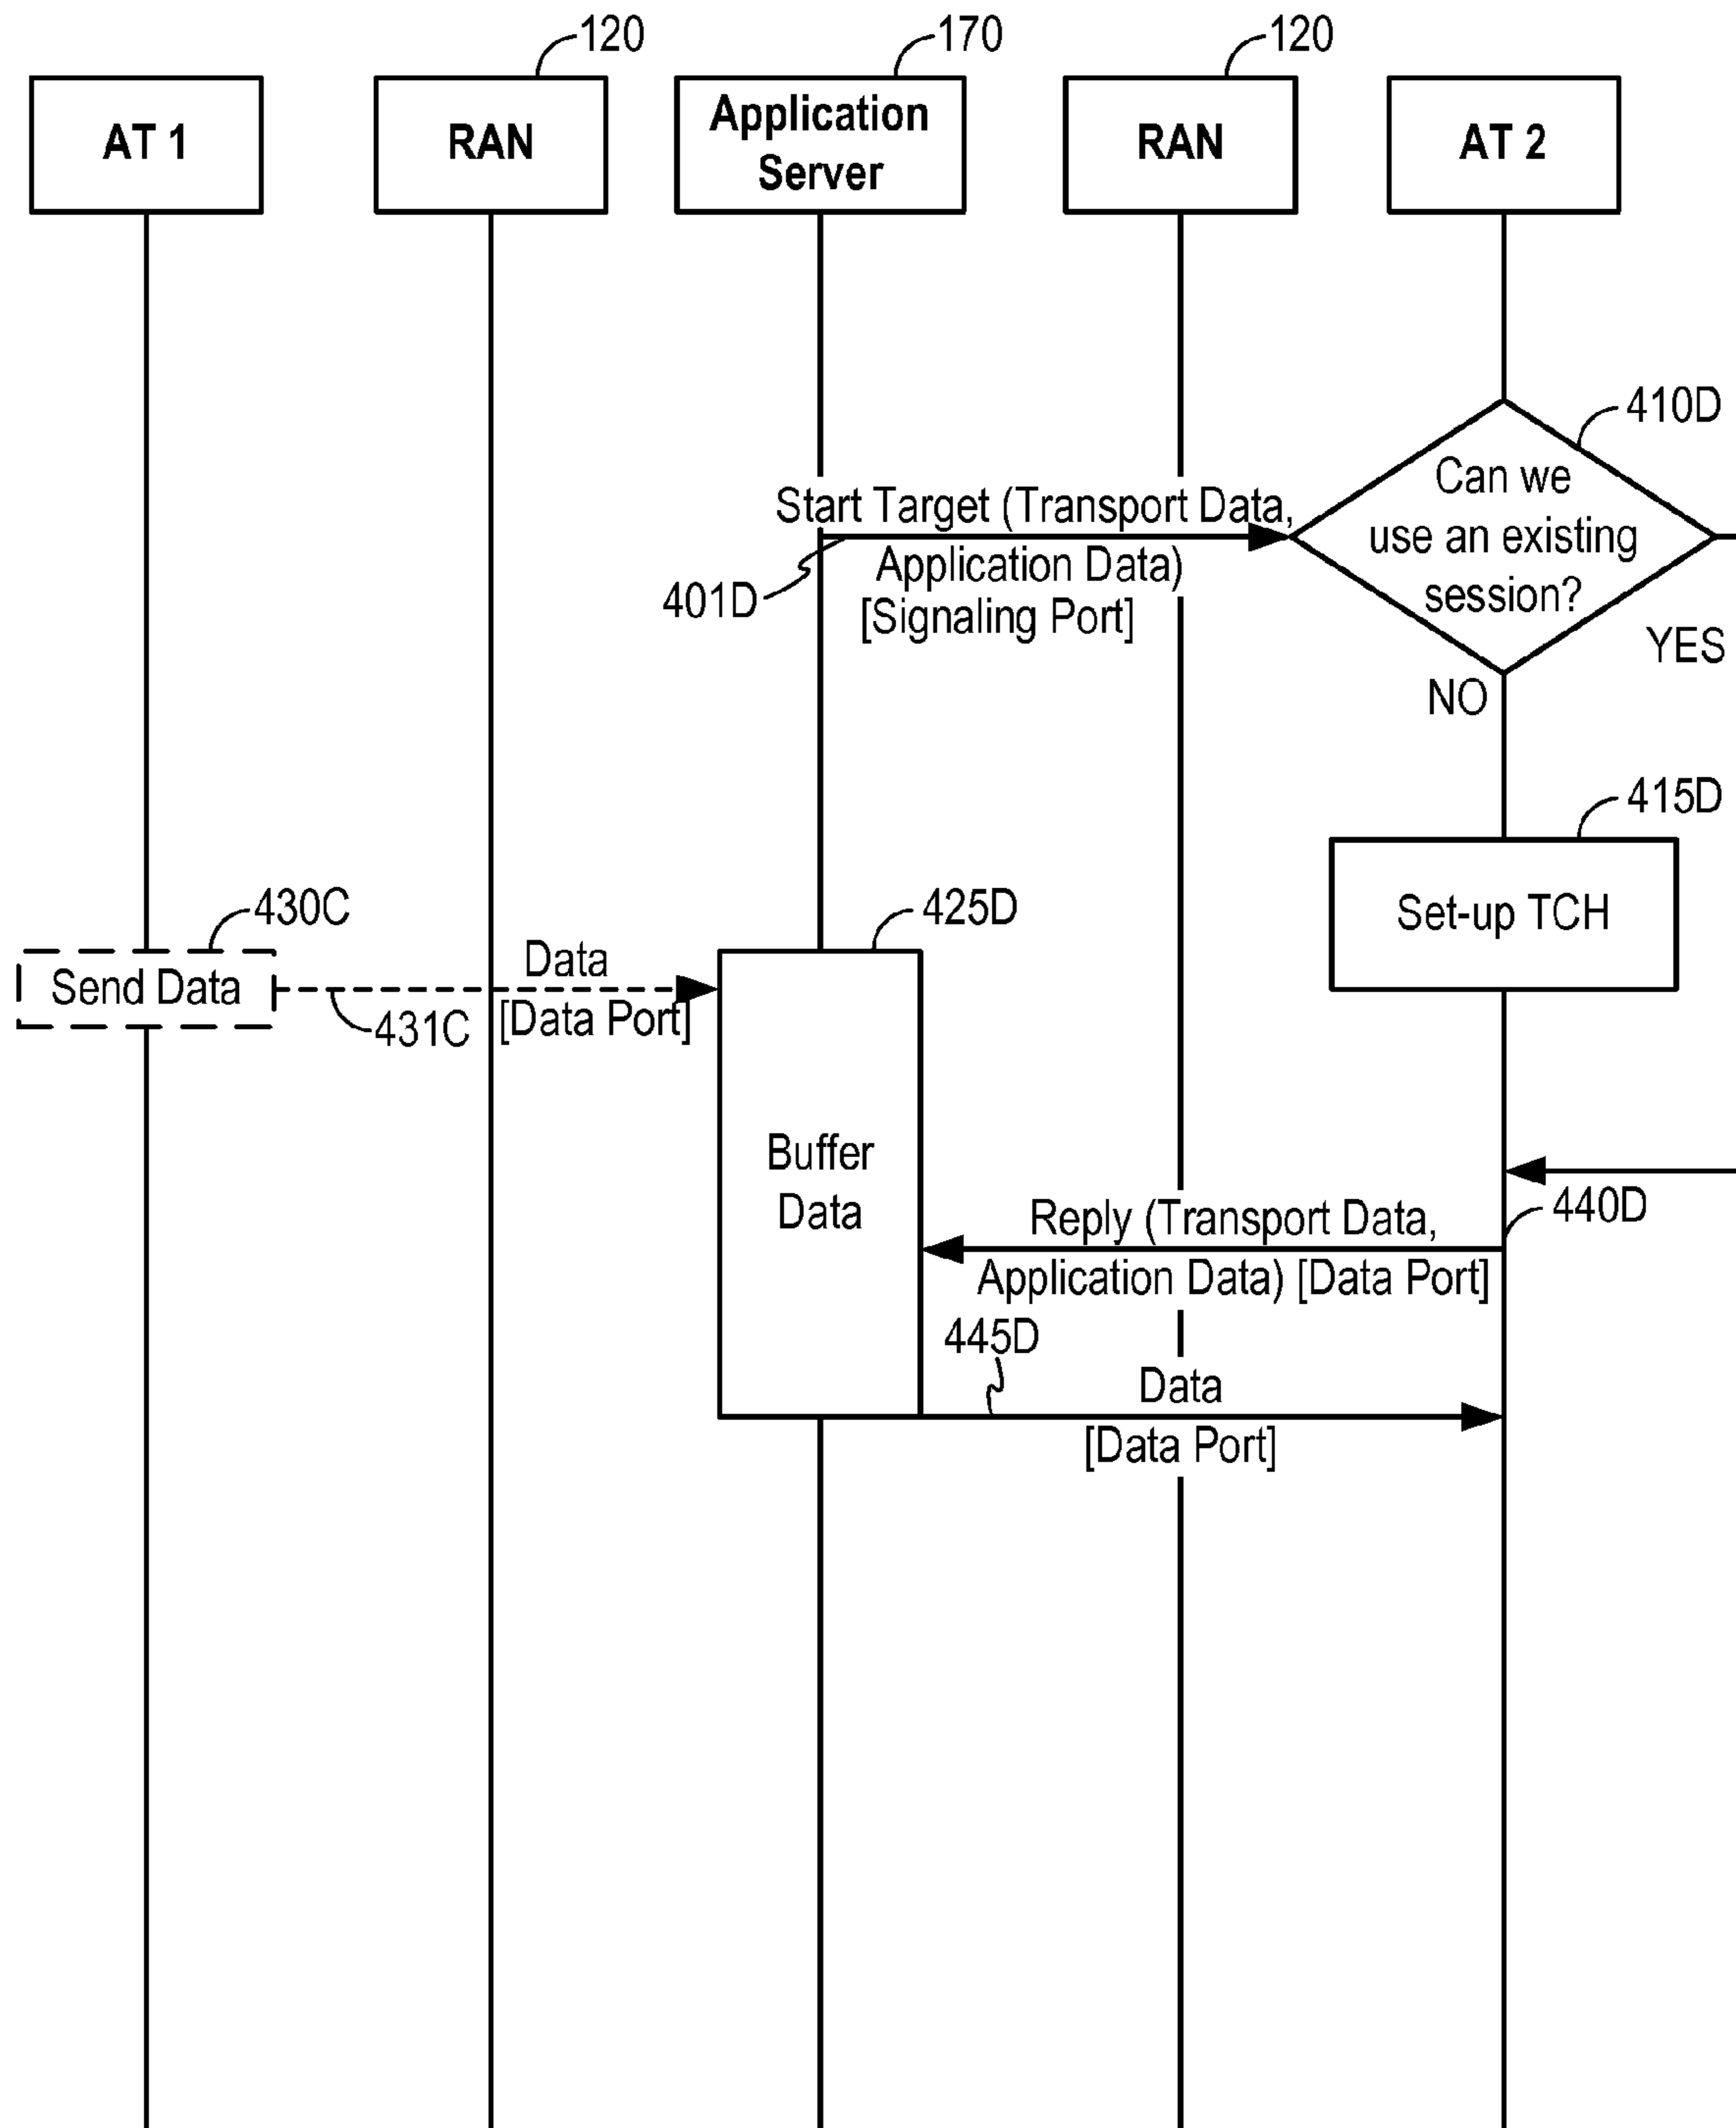 120
170
120
AT 1
RAN
Application
Server
RAN
AT 2
410D
Can we
use an existing
session?
Start Target (Transport Data,
Application Data)
[Signaling Port]
401D
YES
NO
415D
Set-up TCH
430C
425D
Send Data
Data
[Data Port]
431C
Buffer
Data
Reply (Transport Data,
Application Data) [Data Port]
440D
445D
Data
[Data Port]